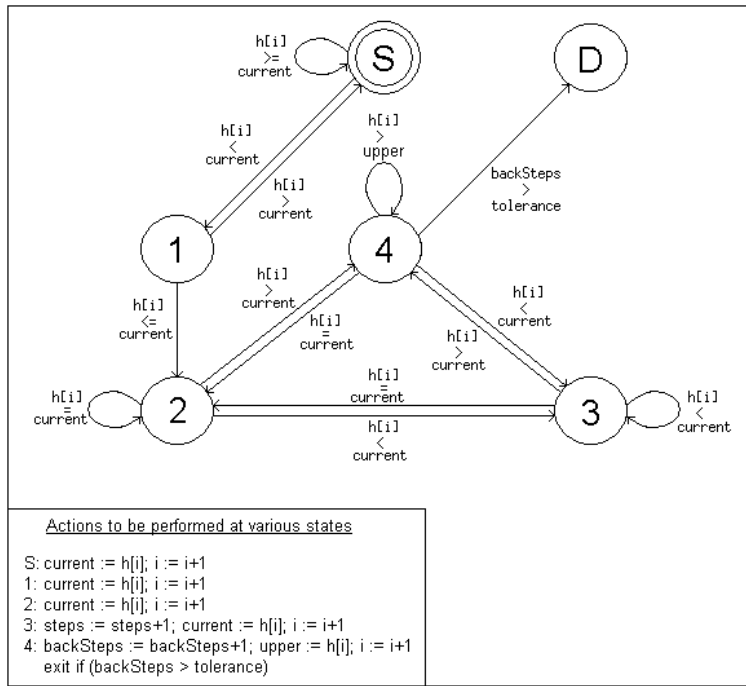 h[i]
>=
current
S
D
h[i]
<
current
h[i]
>
current
h[i]
>
upper
backSteps
>
tolerance
1
4
h[i]
<=
current
h[i]
>
current
h[i]
=
current
h[i]
<
current
h[i]
>
current
h[i]
=
current
2
h[i]
=
current
h[i]
<
current
3
h[i]
<
current
Actions to be performed at various states
S: current := h[i]; i := i+1
1: current := h[i]; i := i+1
2: current := h[i]; i := i+1
3: steps := steps+1; current := h[i]; i := i+1
4: backSteps := backSteps+1; upper := h[i]; i := i+1
exit if (backSteps > tolerance)